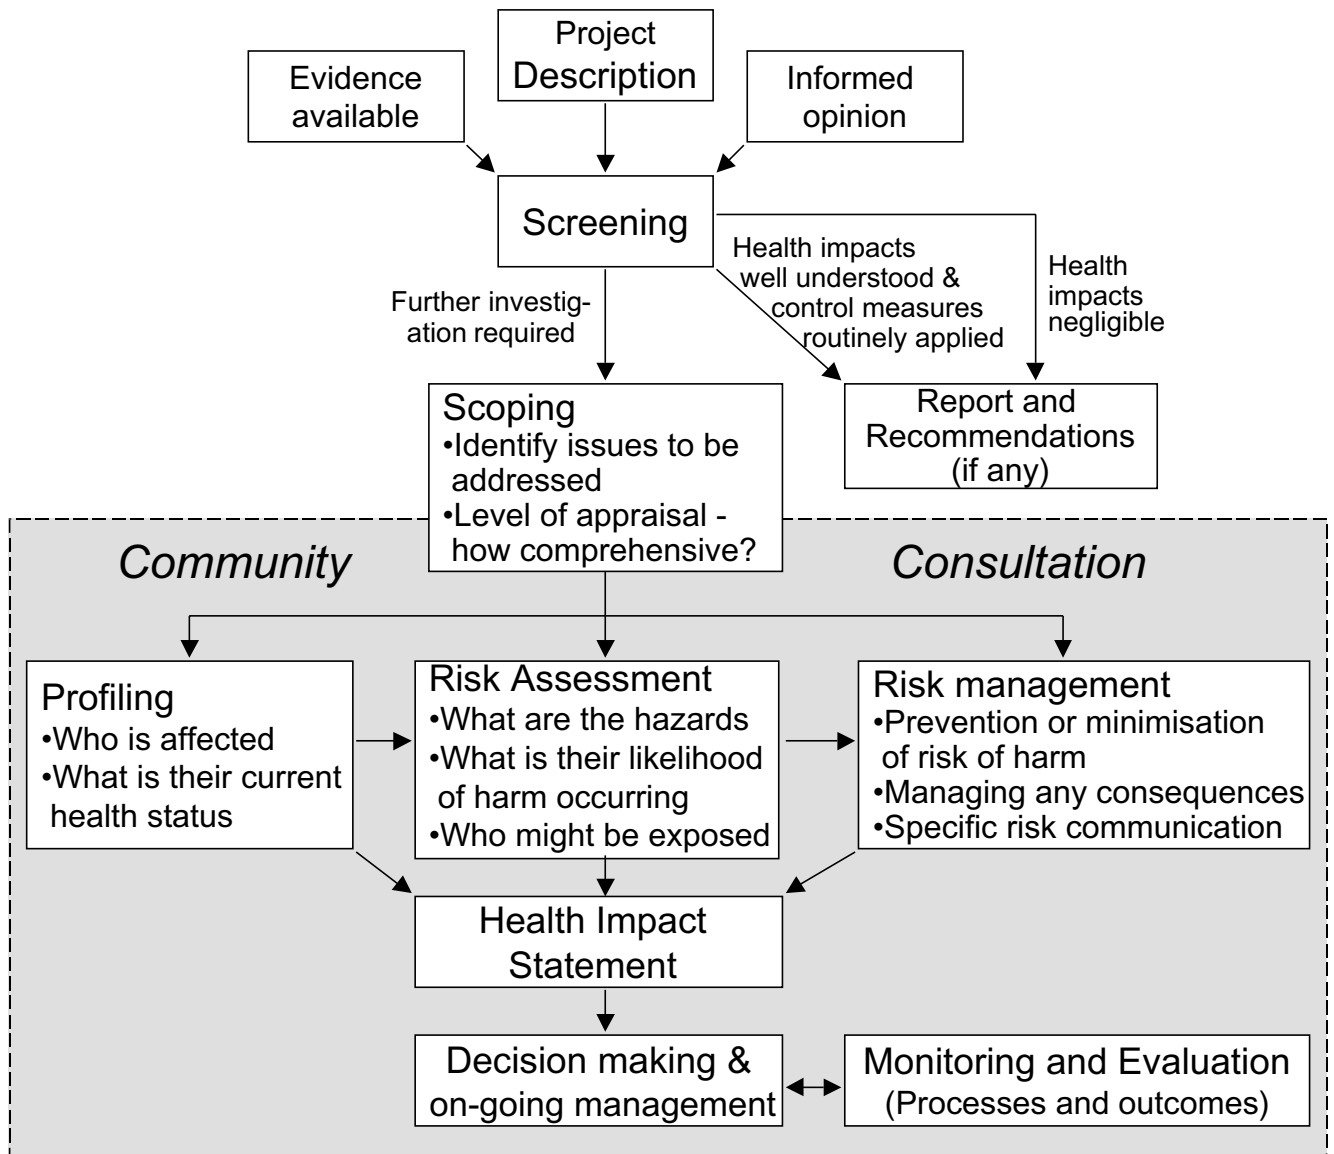 Project
Description
Evidence
available
Informed
opinion
Screening
Further investig-
ation required
Health impacts
well understood &
control measures
routinely applied
Health
impacts
negligible
Scoping
•Identify issues to be
addressed
•Level of appraisal -
how comprehensive?
Report and
Recommendations
(if any)
Community
Consultation
Profiling
•Who is affected
•What is their current
health status
Risk Assessment
•What are the hazards
•What is their likelihood
of harm occurring
•Who might be exposed
Risk management
•Prevention or minimisation
of risk of harm
•Managing any consequences
•Specific risk communication
Health Impact
Statement
Decision making &
on-going management
Monitoring and Evaluation
(Processes and outcomes)